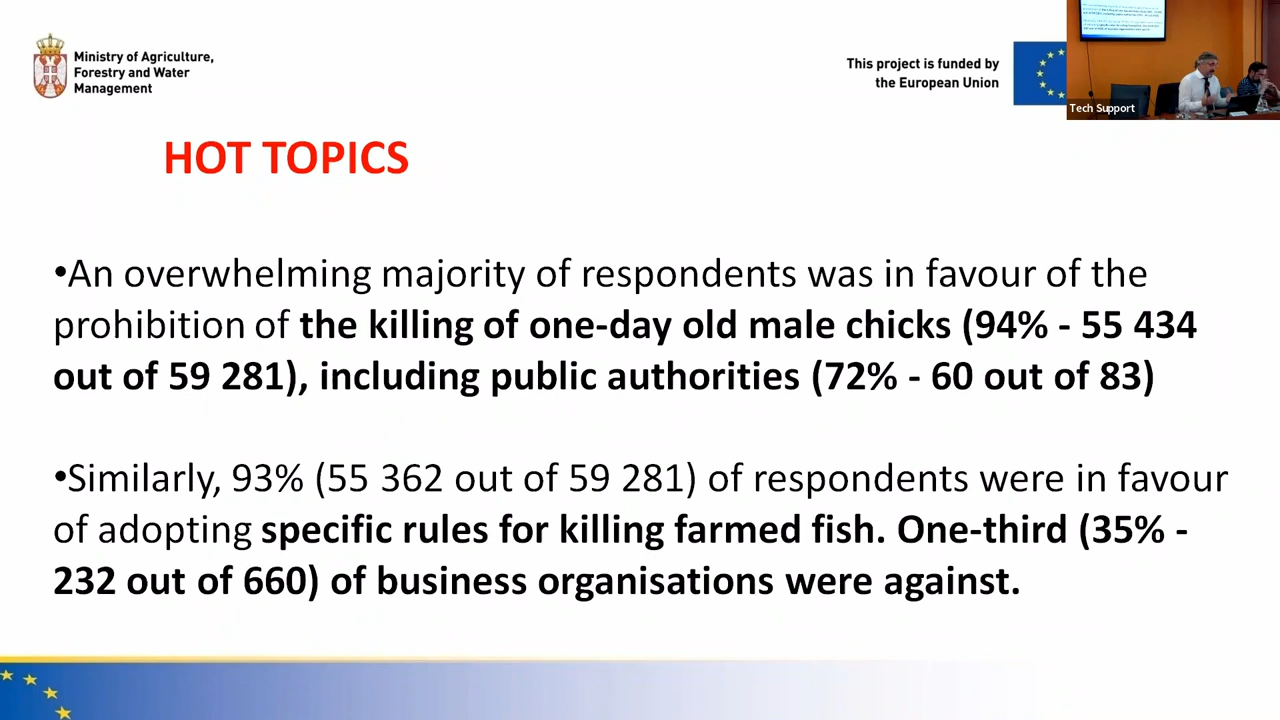 Ministry of Agriculture,
Forestry and Water
Management
This project is funded by
the European Union
Tech Support
HOT TOPICS
•An overwhelming majority of respondents was in favour of the
prohibition of the killing of one-day old male chicks (94% - 55 434
out of 59 281), including public authorities (72% - 60 out of 83)
•Similarly, 93% (55 362 out of 59 281) of respondents were in favour
of adopting specific rules for killing farmed fish. One-third (35% -
232 out of 660) of business organisations were against.